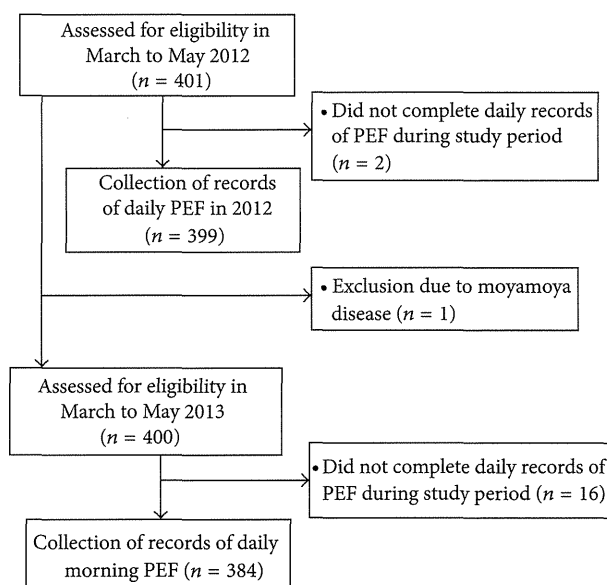 Assessed for eligibility in
March to May 2012
(n = 401)
• Did not complete daily records
of PEF during study period
(n = 2)
Collection of records
of daily PEF in 2012
(n = 399)
• Exclusion due to moyamoya
disease (n = 1)
Assessed for eligibility in
March to May 2013
(n = 400)
• Did not complete daily records of
PEF during study period (n = 16)
Collection of records of daily
morning PEF (n = 384)